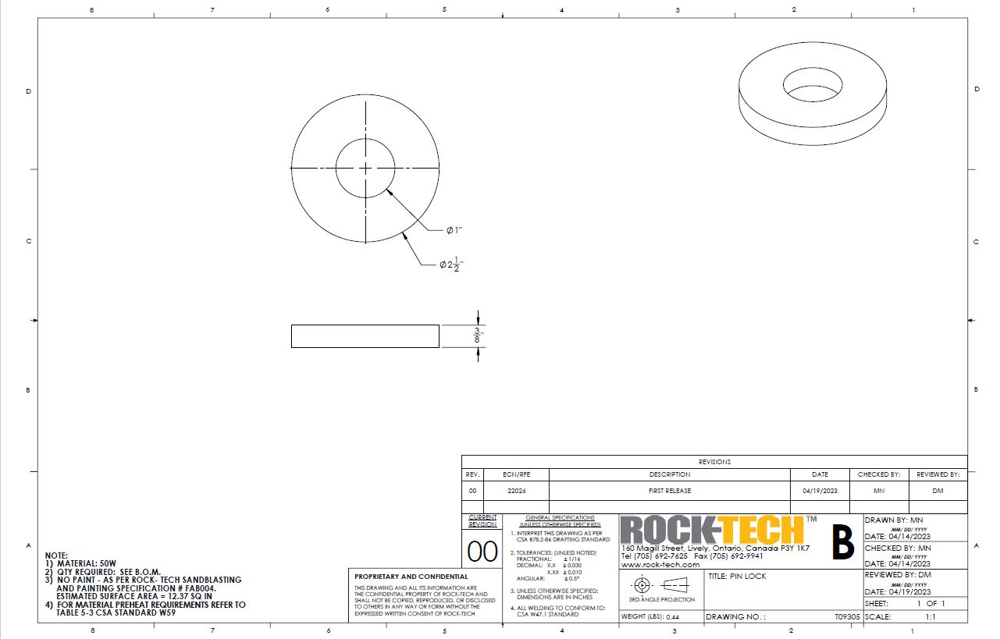 8 7 6 5 4 3 2 1
D
D
Ø1"
C
C
Ø2 1/2"
3/8"
B
B
REVISIONS
REV. ECN/RFE DESCRIPTION DATE CHECKED BY: REVIEWED BY:
00 22026 FIRST RELEASE 04/19/2023 MN DM
CURRENT
REVISION
00
GENERAL SPECIFICATIONS
(UNLESS OTHERWISE SPECIFIED)
1. INTERPRET THIS DRAWING AS PER
CSA B78.2-86 DRAFTING STANDARD
2. TOLERANCES: (UNLESS NOTED)
FRACTIONAL: ± 1/16
DECIMAL: X.X ± 0.030
X.XX ± 0.010
ANGULAR: ± 0.5°
3. UNLESS OTHERWISE SPECIFIED:
DIMENSIONS ARE IN INCHES
4. ALL WELDING TO CONFORM TO:
CSA W47.1 STANDARD
ROCK-TECH™
160 Magill Street, Lively, Ontario, Canada P3Y 1K7
Tel (705) 692-7625 Fax (705) 692-9941
www.rock-tech.com
B
DRAWN BY: MN
MM/DD/YYYY
DATE: 04/14/2023
CHECKED BY: MN
MM/DD/YYYY
DATE: 04/14/2023
REVIEWED BY: DM
MM/DD/YYYY
DATE: 04/19/2023
SHEET: 1 OF 1
SCALE: 1:1
3RD ANGLE PROJECTION
TITLE: PIN LOCK
WEIGHT (LBS): 0.44
DRAWING NO. : T09305
A
A
NOTE:
1) MATERIAL: 50W
2) QTY REQUIRED: SEE B.O.M.
3) NO PAINT - AS PER ROCK- TECH SANDBLASTING
AND PAINTING SPECIFICATION # FAB004.
ESTIMATED SURFACE AREA = 12.37 SQ IN
4) FOR MATERIAL PREHEAT REQUIREMENTS REFER TO
TABLE 5-3 CSA STANDARD W59
PROPRIETARY AND CONFIDENTIAL
THIS DRAWING AND ALL ITS INFORMATION ARE
THE CONFIDENTIAL PROPERTY OF ROCK-TECH AND
SHALL NOT BE COPIED, REPRODUCED, OR DISCLOSED
TO OTHERS IN ANY WAY OR FORM WITHOUT THE
EXPRESSED WRITTEN CONSENT OF ROCK-TECH
8 7 6 5 4 3 2 1